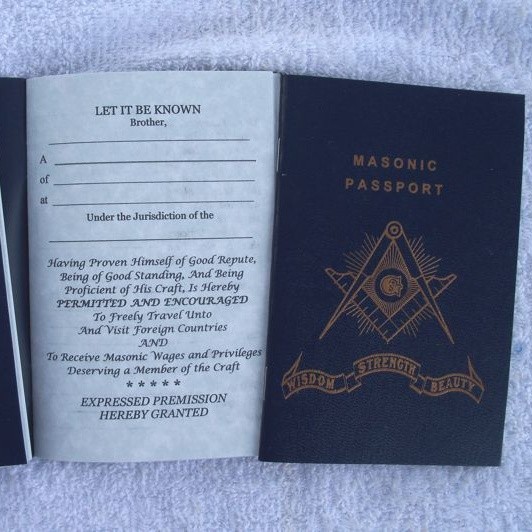 LET IT BE KNOWN
Brother,
A
of
at
Under the Jurisdiction of the
Having Proven Himself of Good Repute,
Being of Good Standing, And Being
Proficient of His Craft, Is Hereby
PERMITTED AND ENCOURAGED
To Freely Travel Unto
And Visit Foreign Countries
AND
To Receive Masonic Wages and Privileges
Deserving a Member of the Craft
* * * * *
EXPRESSED PREMISSION
HEREBY GRANTED
MASONIC
PASSPORT
G
WISDOM STRENGTH BEAUTY